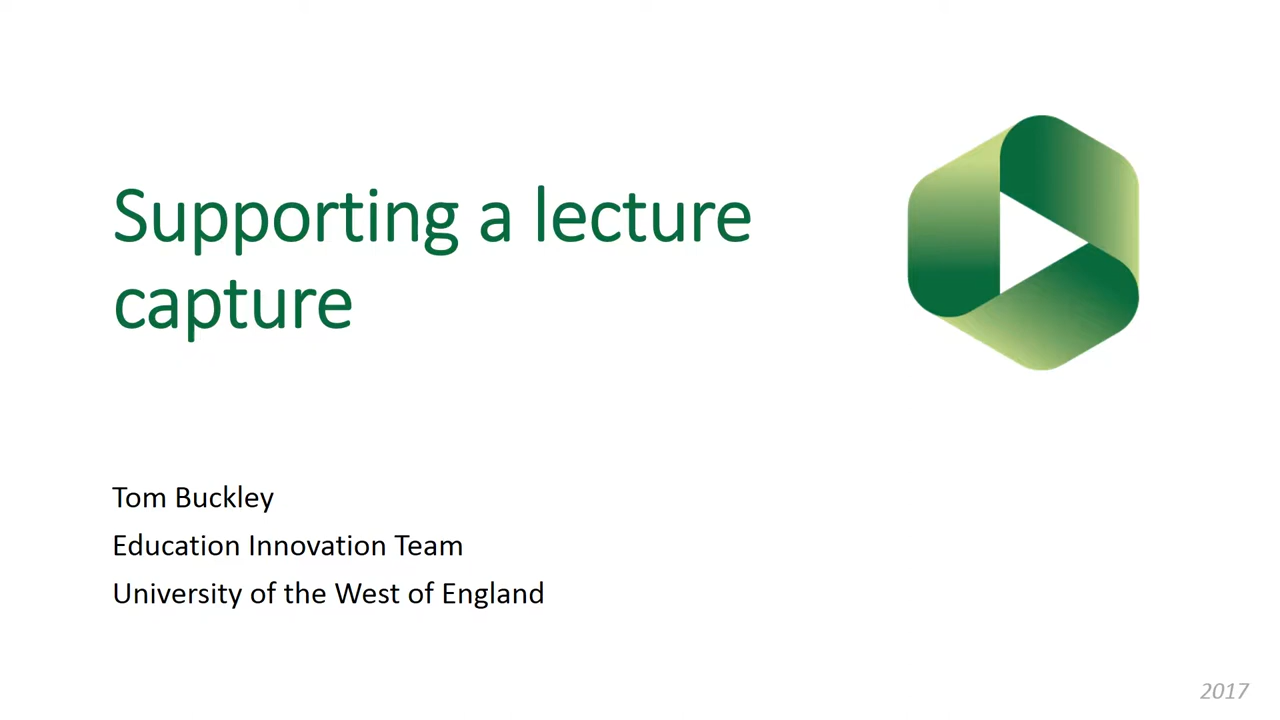 Supporting a lecture
capture
Tom Buckley
Education Innovation Team
University of the West of England
2017